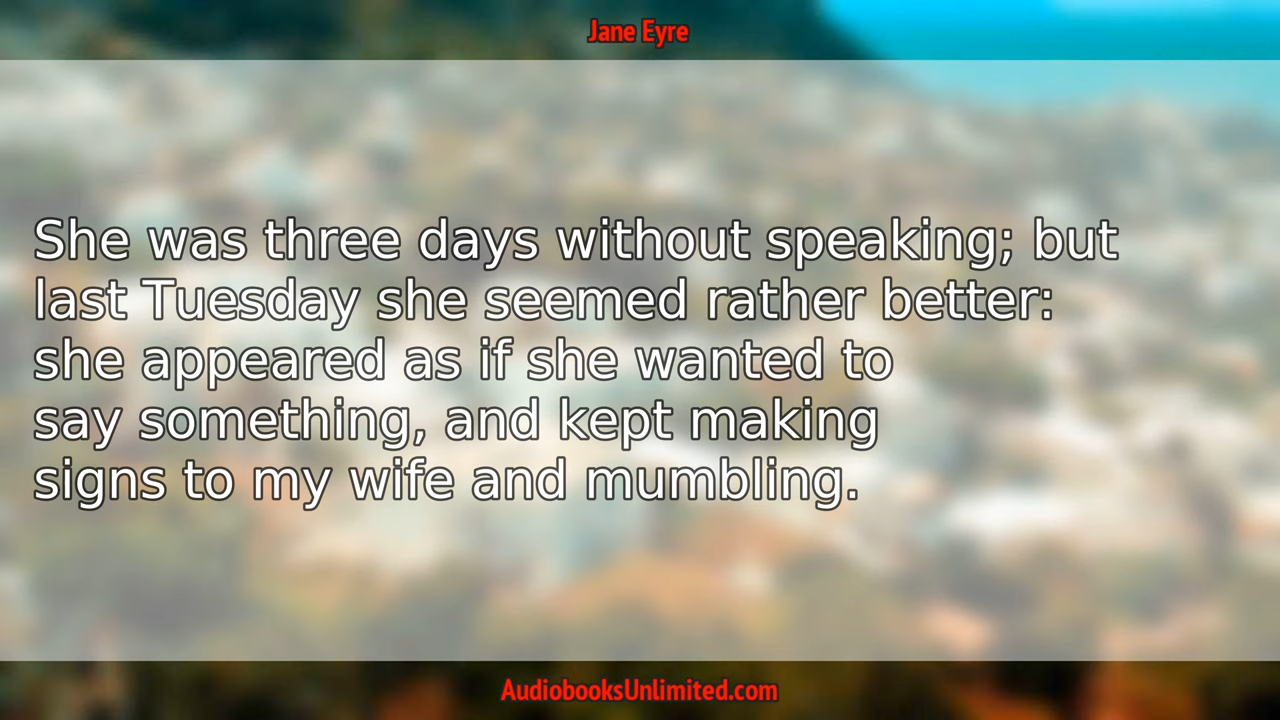 Jane Eyre
She was three days without speaking; but
last Tuesday she seemed rather better:
she appeared as if she wanted to
say something, and kept making
signs to my wife and mumbling.
AudiobooksUnlimited.com